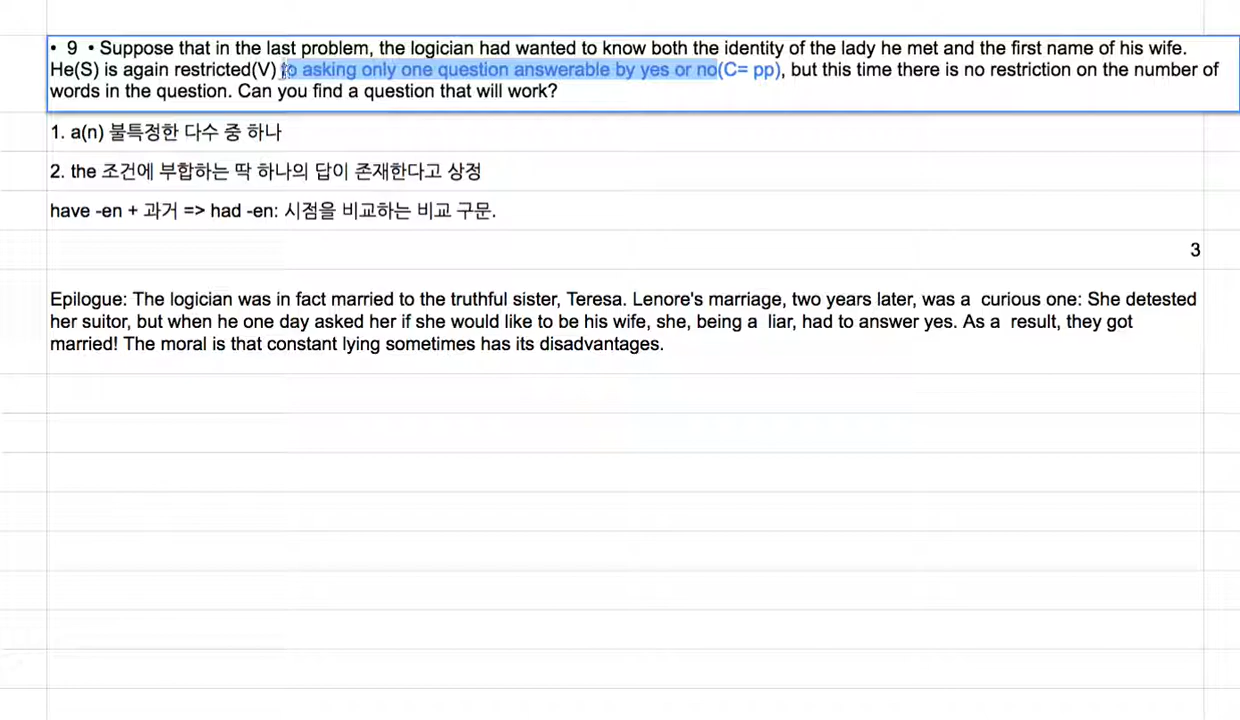 • 9 • Suppose that in the last problem, the logician had wanted to know both the identity of the lady he met and the first name of his wife.
He(S) is again restricted(V) to asking only one question answerable by yes or no(C= pp), but this time there is no restriction on the number of
words in the question. Can you find a question that will work?
1. a(n) 불특정한 다수 중 하나
2. the 조건에 부합하는 딱 하나의 답이 존재한다고 상정
have -en + 과거 => had -en: 시점을 비교하는 비교 구문.
3
Epilogue: The logician was in fact married to the truthful sister, Teresa. Lenore's marriage, two years later, was a curious one: She detested
her suitor, but when he one day asked her if she would like to be his wife, she, being a liar, had to answer yes. As a result, they got
married! The moral is that constant lying sometimes has its disadvantages.